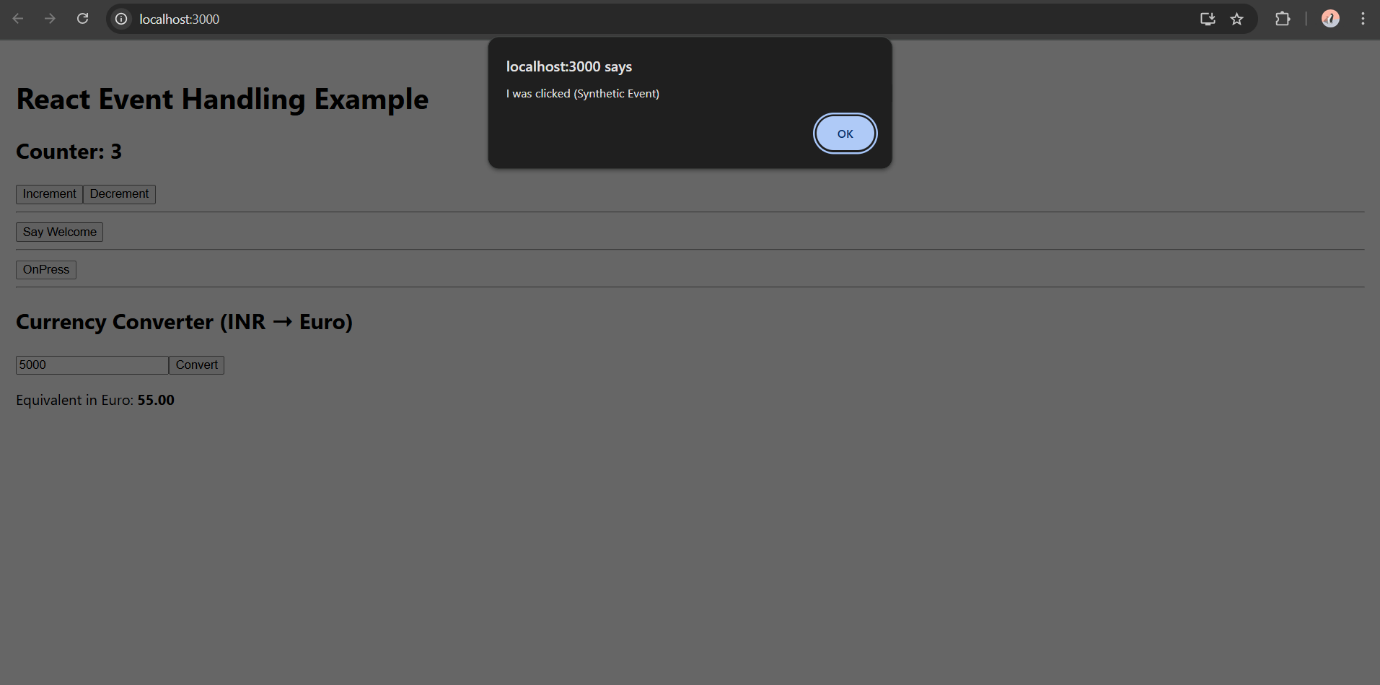 localhost:3000
localhost:3000 says
I was clicked (Synthetic Event)
OK
React Event Handling Example
Counter: 3
Increment Decrement
Say Welcome
OnPress
Currency Converter (INR → Euro)
5000 Convert
Equivalent in Euro: 55.00